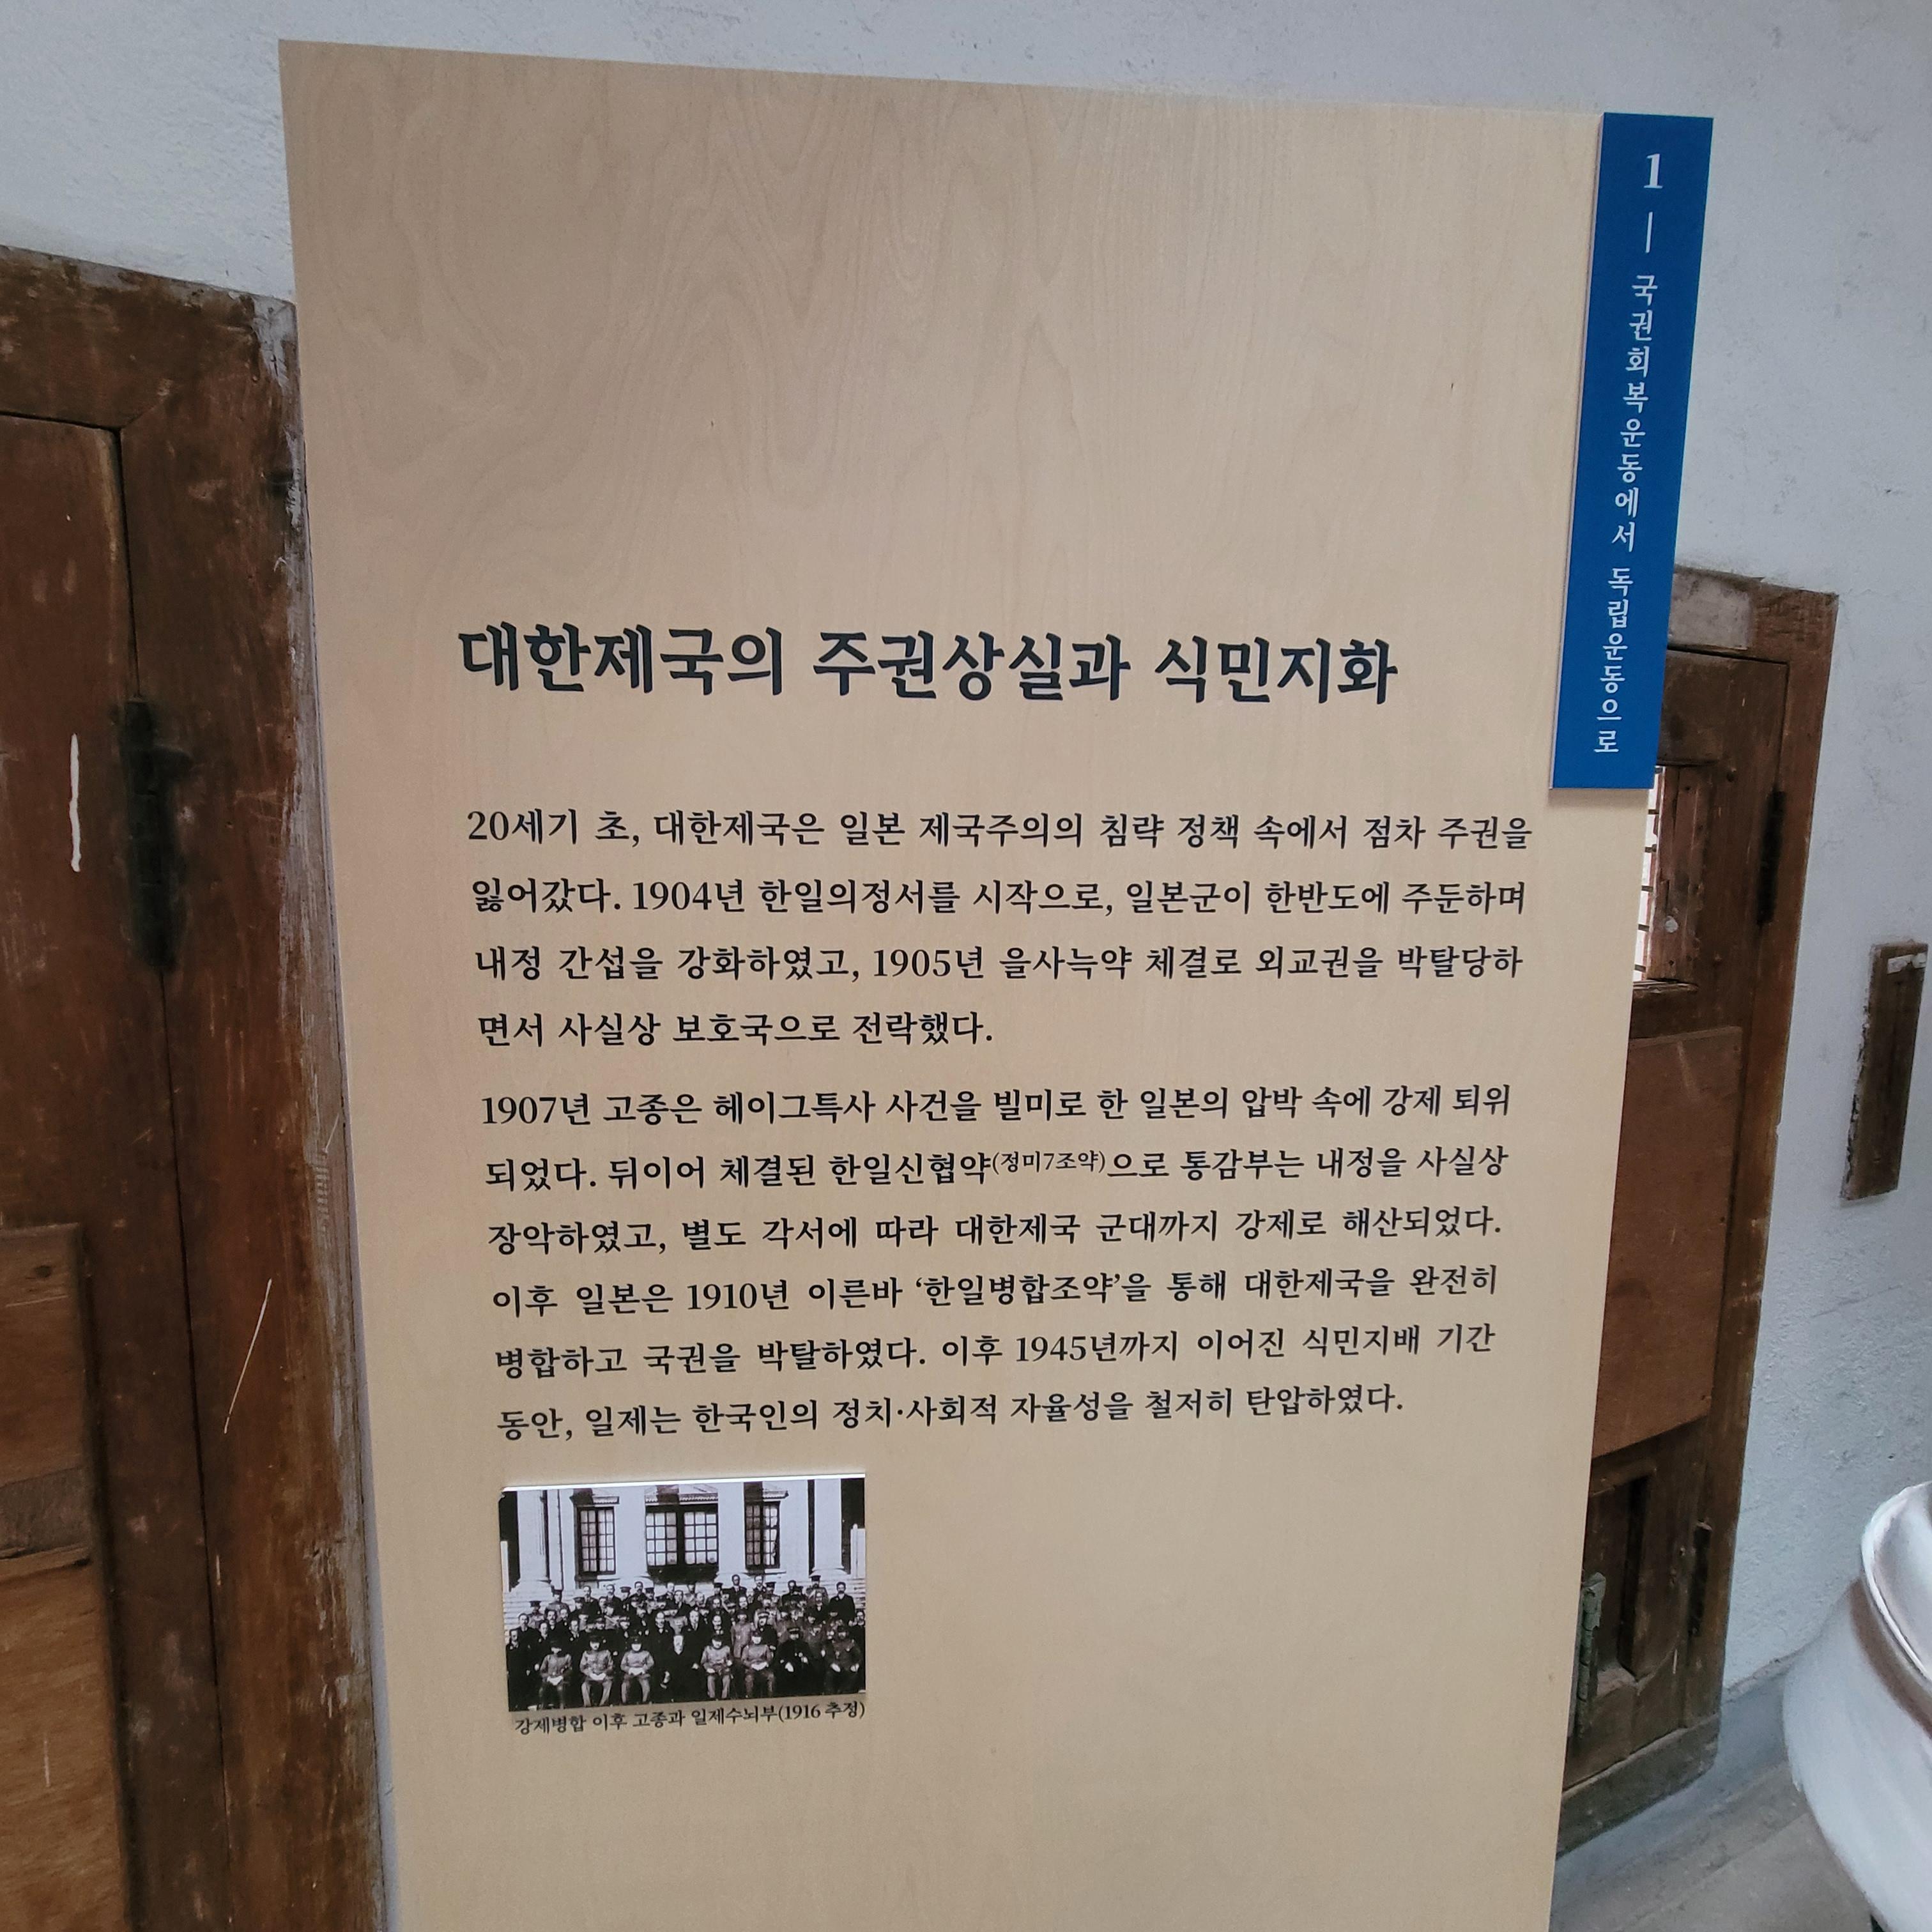 1 | 국권회복운동에서 독립운동으로
대한제국의 주권상실과 식민지화
20세기 초, 대한제국은 일본 제국주의의 침략 정책 속에서 점차 주권을
잃어갔다. 1904년 한일의정서를 시작으로, 일본군이 한반도에 주둔하며
내정 간섭을 강화하였고, 1905년 을사늑약 체결로 외교권을 박탈당하
면서 사실상 보호국으로 전락했다.
1907년 고종은 헤이그특사 사건을 빌미로 한 일본의 압박 속에 강제 퇴위
되었다. 뒤이어 체결된 한일신협약(정미7조약)으로 통감부는 내정을 사실상
장악하였고, 별도 각서에 따라 대한제국 군대까지 강제로 해산되었다.
이후 일본은 1910년 이른바 ‘한일병합조약’을 통해 대한제국을 완전히
병합하고 국권을 박탈하였다. 이후 1945년까지 이어진 식민지배 기간
동안, 일제는 한국인의 정치·사회적 자율성을 철저히 탄압하였다.
강제병합 이후 고종과 일제수뇌부(1916 추정)